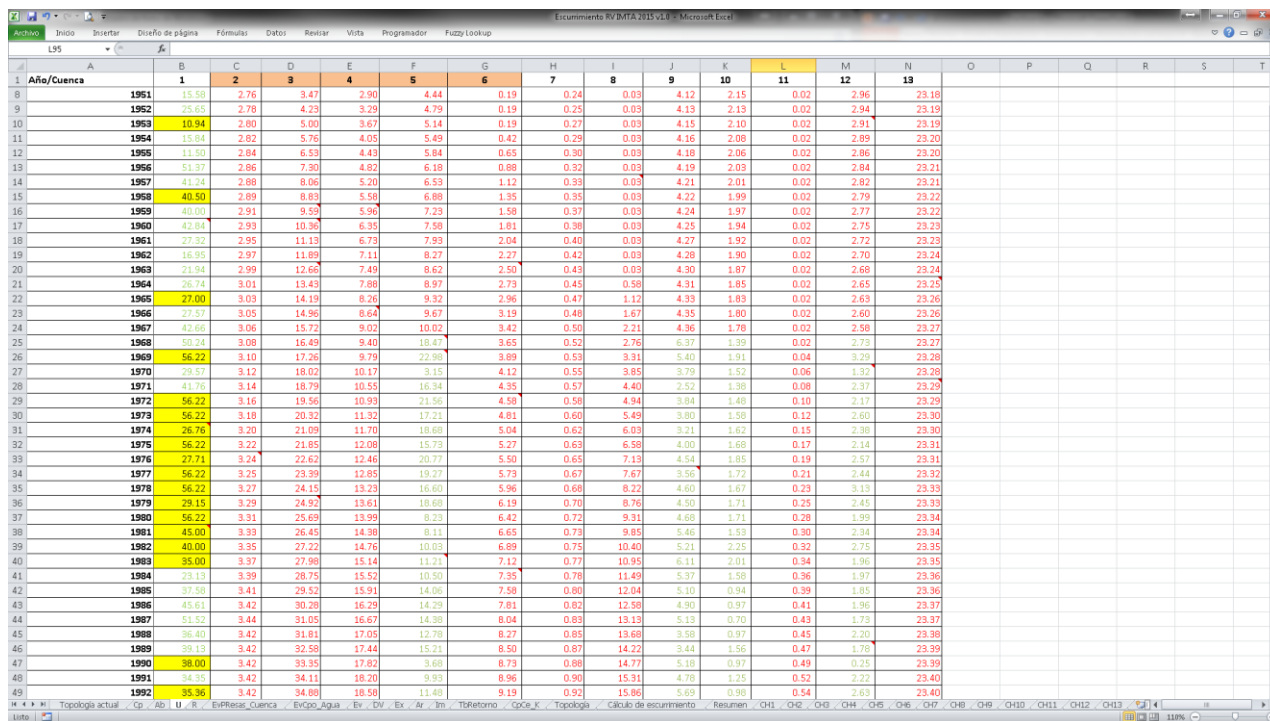 Escurrimiento RV IMTA 2015 v1.8 - Microsoft Excel
Archivo Inicio Insertar Diseño de página Fórmulas Datos Revisar Vista Programador Fuzzy Lookup
L95 fx
A B C D E F G H I J K L M N O P Q R S T
1 Año/Cuenca 1 2 3 4 5 6 7 8 9 10 11 12 13
8 1951 15.58 2.76 3.47 2.90 4.44 0.19 0.24 0.03 4.12 2.15 0.02 2.96 23.18
9 1952 25.65 2.78 4.23 3.29 4.79 0.19 0.25 0.03 4.13 2.13 0.02 2.94 23.19
10 1953 10.94 2.80 5.00 3.67 5.14 0.19 0.27 0.03 4.15 2.10 0.02 2.91 23.19
11 1954 15.84 2.82 5.76 4.05 5.49 0.42 0.29 0.03 4.16 2.08 0.02 2.89 23.20
12 1955 11.50 2.84 6.53 4.43 5.84 0.65 0.30 0.03 4.18 2.06 0.02 2.86 23.20
13 1956 51.37 2.86 7.30 4.82 6.18 0.88 0.32 0.03 4.19 2.03 0.02 2.84 23.21
14 1957 41.24 2.88 8.06 5.20 6.53 1.12 0.33 0.03 4.21 2.01 0.02 2.82 23.21
15 1958 40.50 2.89 8.83 5.58 6.88 1.35 0.35 0.03 4.22 1.99 0.02 2.79 23.22
16 1959 40.00 2.91 9.59 5.96 7.23 1.58 0.37 0.03 4.24 1.97 0.02 2.77 23.22
17 1960 42.84 2.93 10.36 6.35 7.58 1.81 0.38 0.03 4.25 1.94 0.02 2.75 23.23
18 1961 27.32 2.95 11.13 6.73 7.93 2.04 0.40 0.03 4.27 1.92 0.02 2.72 23.23
19 1962 16.95 2.97 11.89 7.11 8.27 2.27 0.42 0.03 4.28 1.90 0.02 2.70 23.24
20 1963 21.94 2.99 12.66 7.49 8.62 2.50 0.43 0.03 4.30 1.87 0.02 2.68 23.24
21 1964 26.74 3.01 13.43 7.88 8.97 2.73 0.45 0.58 4.31 1.85 0.02 2.65 23.25
22 1965 27.00 3.03 14.19 8.26 9.32 2.96 0.47 1.12 4.33 1.83 0.02 2.63 23.26
23 1966 27.57 3.05 14.96 8.64 9.67 3.19 0.48 1.67 4.35 1.80 0.02 2.60 23.26
24 1967 42.66 3.06 15.72 9.02 10.02 3.42 0.50 2.21 4.36 1.78 0.02 2.58 23.27
25 1968 50.24 3.08 16.49 9.40 18.47 3.65 0.52 2.76 6.37 1.39 0.02 2.73 23.27
26 1969 56.22 3.10 17.26 9.79 22.98 3.89 0.53 3.31 5.40 1.91 0.04 3.29 23.28
27 1970 29.57 3.12 18.02 10.17 3.15 4.12 0.55 3.85 3.79 1.52 0.06 1.32 23.28
28 1971 41.76 3.14 18.79 10.55 16.34 4.35 0.57 4.40 2.52 1.38 0.08 2.37 23.29
29 1972 56.22 3.16 19.56 10.93 21.56 4.58 0.58 4.94 3.84 1.48 0.10 2.17 23.29
30 1973 56.22 3.18 20.32 11.32 17.21 4.81 0.60 5.49 3.80 1.58 0.12 2.60 23.30
31 1974 26.76 3.20 21.09 11.70 18.68 5.04 0.62 6.03 3.21 1.62 0.15 2.38 23.30
32 1975 56.22 3.22 21.85 12.08 15.73 5.27 0.63 6.58 4.00 1.68 0.17 2.14 23.31
33 1976 27.71 3.24 22.62 12.46 20.77 5.50 0.65 7.13 4.54 1.85 0.19 2.57 23.31
34 1977 56.22 3.25 23.39 12.85 19.27 5.73 0.67 7.67 3.56 1.72 0.21 2.44 23.32
35 1978 56.22 3.27 24.15 13.23 16.60 5.96 0.68 8.22 4.60 1.67 0.23 3.13 23.33
36 1979 29.15 3.29 24.92 13.61 18.68 6.19 0.70 8.76 4.50 1.71 0.25 2.45 23.33
37 1980 56.22 3.31 25.69 13.99 8.23 6.42 0.72 9.31 4.68 1.71 0.28 1.99 23.34
38 1981 45.00 3.33 26.45 14.38 8.11 6.65 0.73 9.85 5.46 1.53 0.30 2.34 23.34
39 1982 40.00 3.35 27.22 14.76 10.03 6.89 0.75 10.40 5.21 2.25 0.32 2.75 23.35
40 1983 35.00 3.37 27.98 15.14 11.21 7.12 0.77 10.95 6.11 2.01 0.34 1.96 23.35
41 1984 23.13 3.39 28.75 15.52 10.50 7.35 0.78 11.49 5.37 1.58 0.36 1.97 23.36
42 1985 37.58 3.41 29.52 15.91 14.06 7.58 0.80 12.04 5.10 0.94 0.39 1.85 23.36
43 1986 45.61 3.42 30.28 16.29 14.29 7.81 0.82 12.58 4.90 0.97 0.41 1.96 23.37
44 1987 51.52 3.44 31.05 16.67 14.38 8.04 0.83 13.13 5.13 0.70 0.43 1.73 23.37
45 1988 36.40 3.42 31.81 17.05 12.78 8.27 0.85 13.68 3.58 0.97 0.45 2.20 23.38
46 1989 39.13 3.42 32.58 17.44 15.21 8.50 0.87 14.22 3.44 1.56 0.47 1.78 23.39
47 1990 38.00 3.42 33.35 17.82 3.68 8.73 0.88 14.77 5.18 0.97 0.49 0.25 23.39
48 1991 34.35 3.42 34.11 18.20 9.93 8.96 0.90 15.31 4.78 1.25 0.52 2.22 23.40
49 1992 35.36 3.42 34.88 18.58 11.48 9.19 0.92 15.86 5.69 0.98 0.54 2.63 23.40
Topología actual Cp Ab U R EvPResas_Cuenca EvCpo_Agua Ev DV Ex Ar Im TbRetorno CpCe_K Topología Cálculo de escurrimiento Resumen CH1 CH2 CH3 CH4 CH5 CH6 CH7 CH8 CH9 CH10 CH11 CH12 CH13
Listo 110%